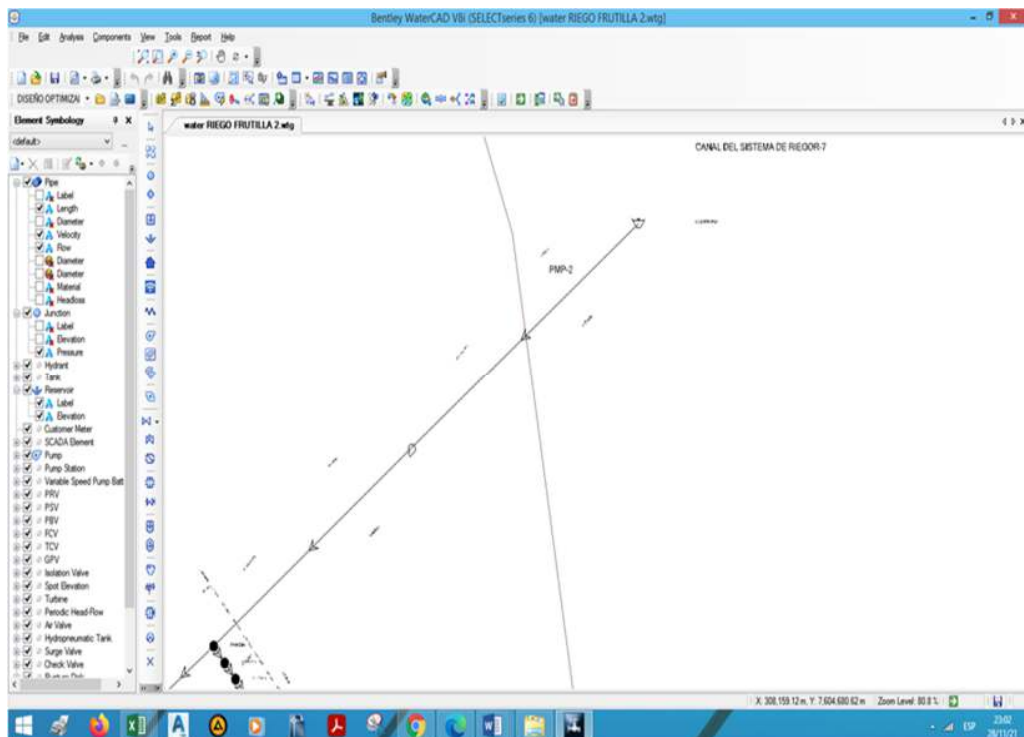 Bentley WaterCAD V8i (SELECTseries 6) [water RIEGO FRUTILLA 2.wtg]
File Edit Analysis Components View Tools Report Help
DISEÑO OPTIMIZA
Element Symbology
water RIEGO FRUTILLA 2.wtg
<default>
CANAL DEL SISTEMA DE RIEGOR-7
PMP-2
Pipe
Label
Length
Diameter
Velocity
Flow
Diameter
Diameter
Material
Headloss
Junction
Label
Elevation
Pressure
Hydrant
Tank
Reservoir
Label
Elevation
Customer Meter
SCADA Element
Pump
Pump Station
Variable Speed Pump Batt
PRV
PSV
PBV
FCV
TCV
GPV
Isolation Valve
Spot Elevation
Turbine
Periodic Head-Flow
Air Valve
Hydropneumatic Tank
Surge Valve
Check Valve
X: 308,159.12 m, Y: 7,604,680.62 m Zoom Level: 80.8 %
ESP
23:02
28/11/21